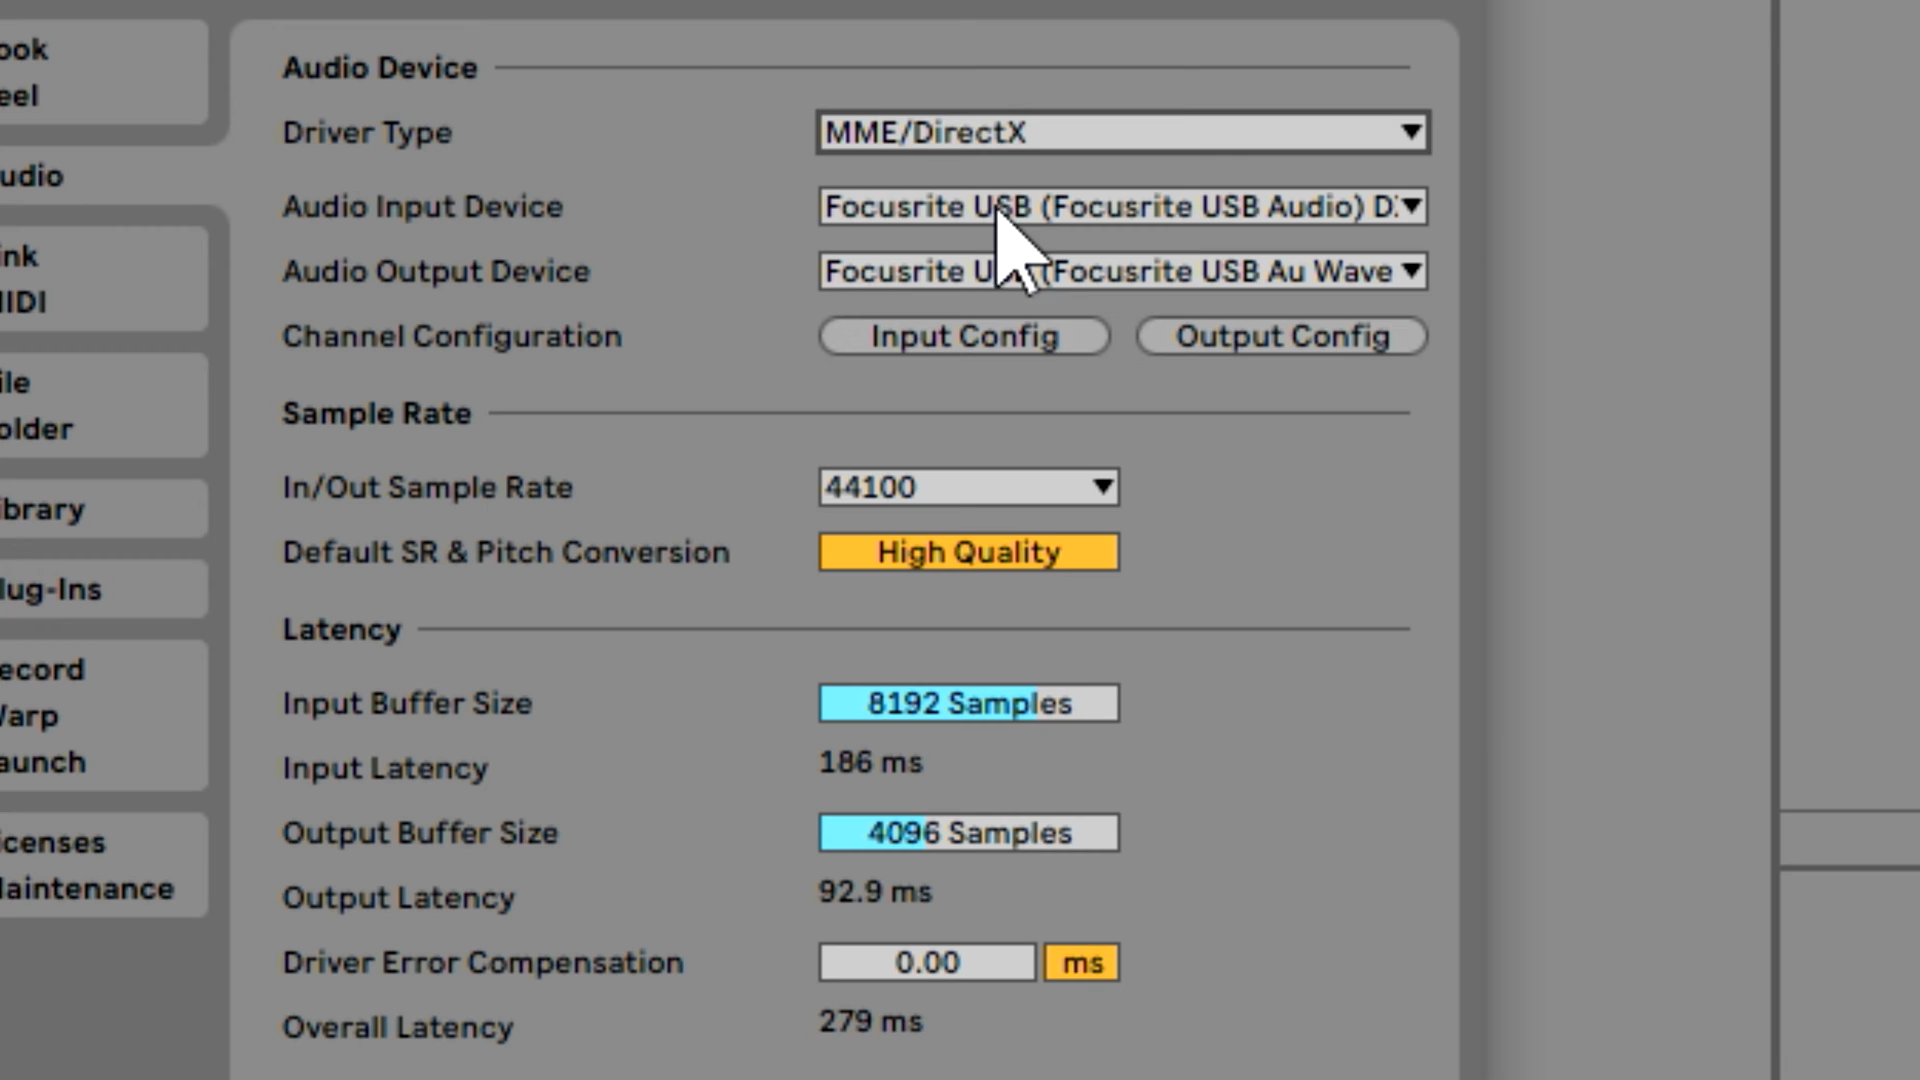 ook
eel
udio
ink
IDI
ile
older
ibrary
lug-Ins
ecord
arp
aunch
icenses
aintenance
Audio Device
Driver Type MME/DirectX
Audio Input Device Focusrite USB (Focusrite USB Audio) D
Audio Output Device Focusrite (Focusrite USB Au Wave
Channel Configuration Input Config Output Config
Sample Rate
In/Out Sample Rate 44100
Default SR & Pitch Conversion High Quality
Latency
Input Buffer Size 8192 Samples
Input Latency 186 ms
Output Buffer Size 4096 Samples
Output Latency 92.9 ms
Driver Error Compensation 0.00 ms
Overall Latency 279 ms